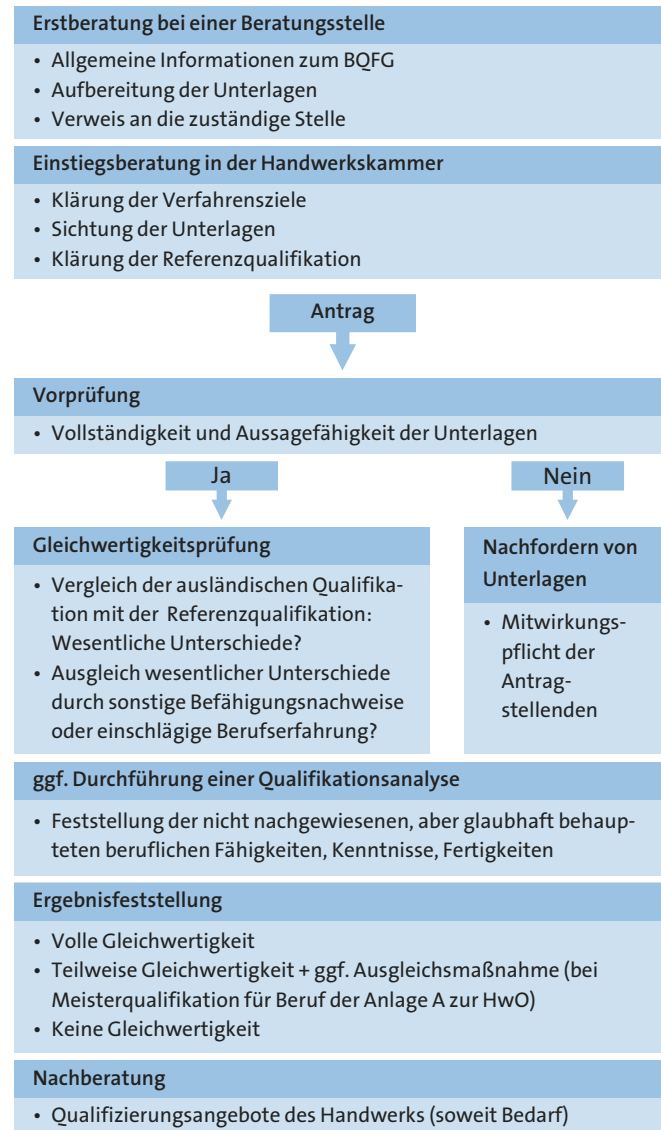 Erstberatung bei einer Beratungsstelle
• Allgemeine Informationen zum BQFG
• Aufbereitung der Unterlagen
• Verweis an die zuständige Stelle
Einstiegsberatung in der Handwerkskammer
• Klärung der Verfahrensziele
• Sichtung der Unterlagen
• Klärung der Referenzqualifikation
Antrag
Vorprüfung
• Vollständigkeit und Aussagefähigkeit der Unterlagen
Ja
Gleichwertigkeitsprüfung
• Vergleich der ausländischen Qualifika-
tion mit der Referenzqualifikation:
Wesentliche Unterschiede?
• Ausgleich wesentlicher Unterschiede
durch sonstige Befähigungsnachweise
oder einschlägige Berufserfahrung?
Nein
Nachfordern von
Unterlagen
• Mitwirkungs-
pflicht der
Antrag-
stellenden
ggf. Durchführung einer Qualifikationsanalyse
• Feststellung der nicht nachgewiesenen, aber glaubhaft behaup-
teten beruflichen Fähigkeiten, Kenntnisse, Fertigkeiten
Ergebnisfeststellung
• Volle Gleichwertigkeit
• Teilweise Gleichwertigkeit + ggf. Ausgleichsmaßnahme (bei
Meisterqualifikation für Beruf der Anlage A zur HwO)
• Keine Gleichwertigkeit
Nachberatung
• Qualifizierungsangebote des Handwerks (soweit Bedarf)